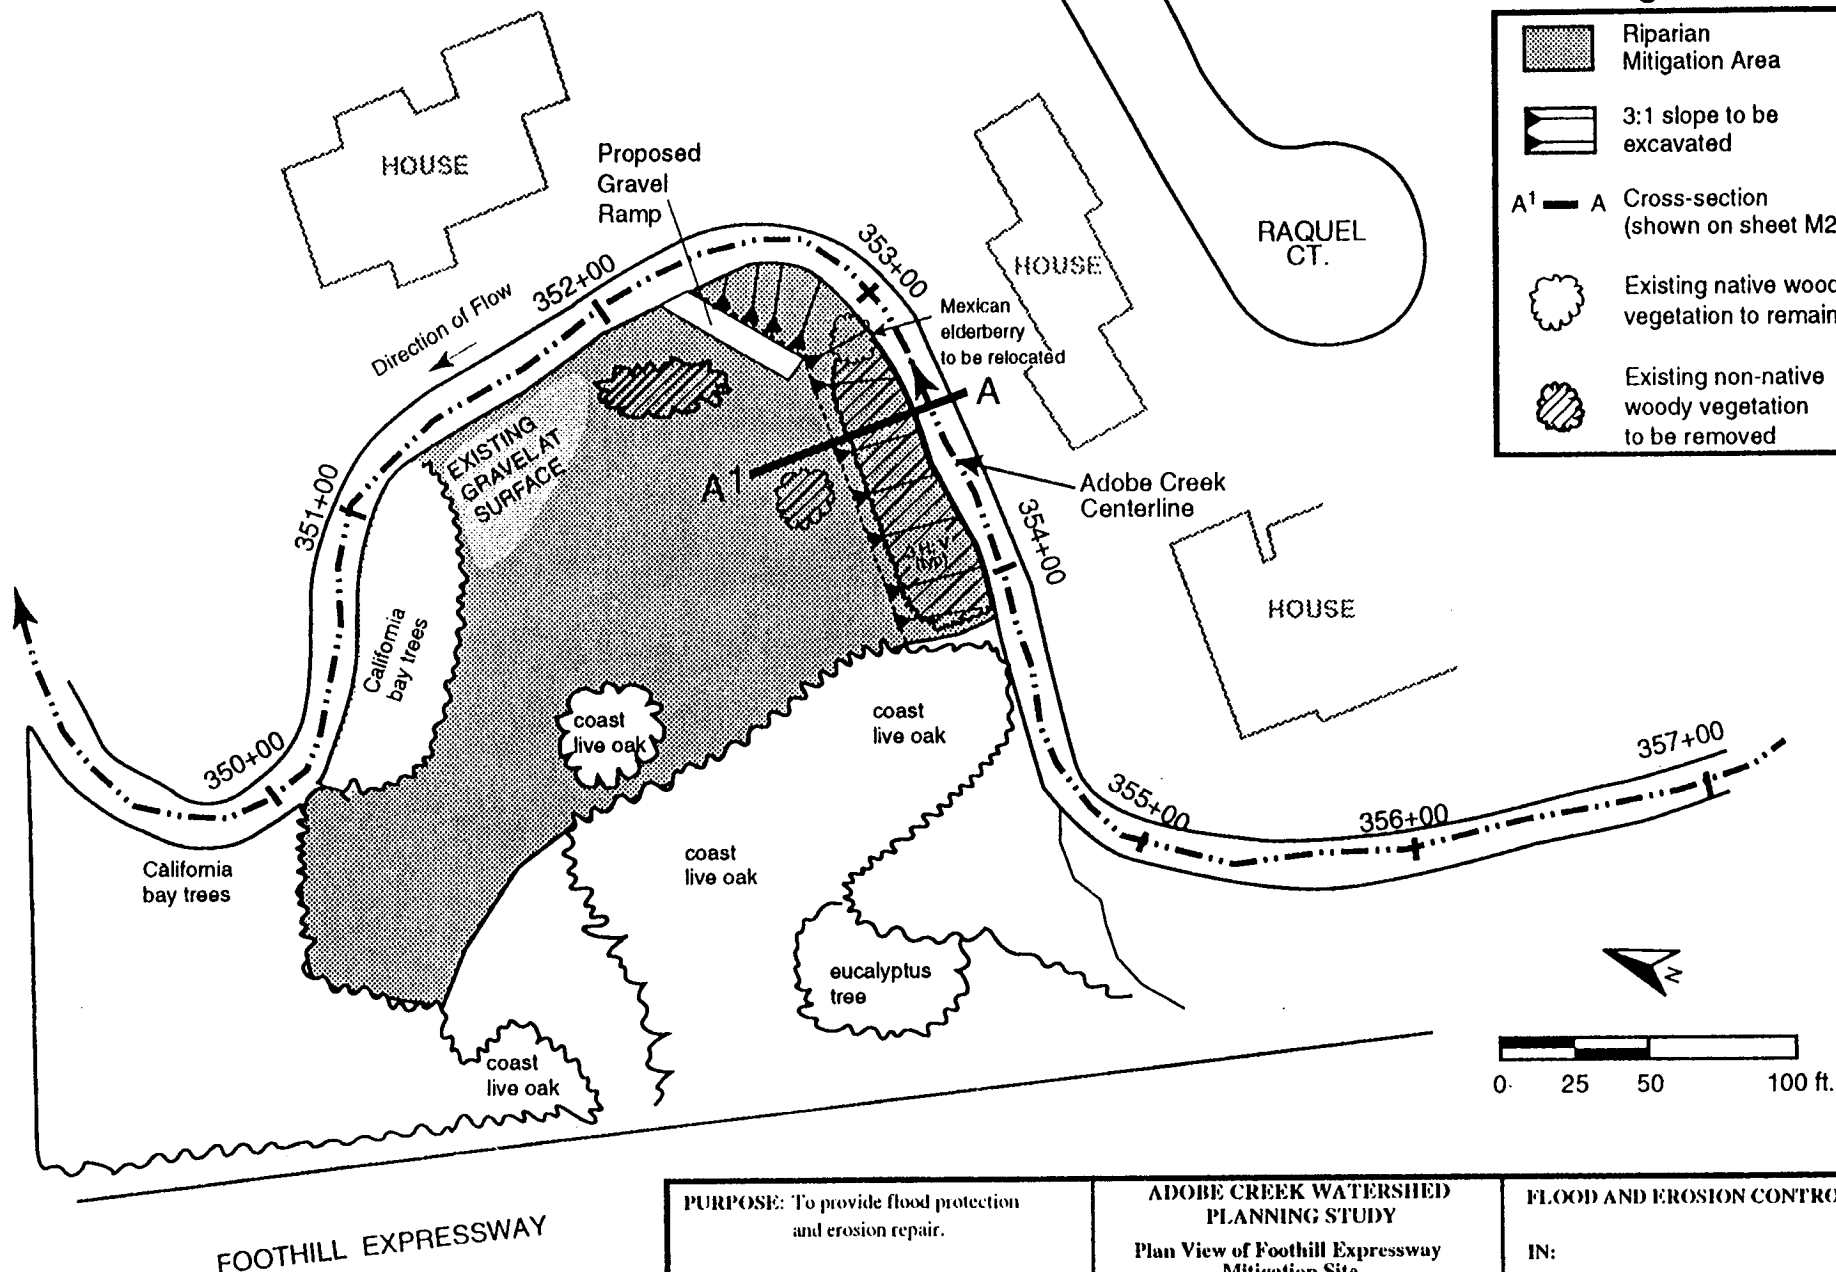 Riparian
Mitigation Area
3:1 slope to be
excavated
A1 A Cross-section
(shown on sheet M2
Existing native wood
vegetation to remain
Existing non-native
woody vegetation
to be removed
HOUSE
Proposed
Gravel
Ramp
RAQUEL
CT.
HOUSE
353+00
352+00
Direction of Flow
Mexican
elderberry
to be relocated
A
A1
EXISTING
GRAVEL AT
SURFACE
351+00
Adobe Creek
Centerline
354+00
(typ)
HOUSE
California
bay trees
coast
live oak
coast
live oak
350+00
357+00
355+00
356+00
California
bay trees
coast
live oak
eucalyptus
tree
N
coast
live oak
0 25 50 100 ft.
FOOTHILL EXPRESSWAY
PURPOSE: To provide flood protection
and erosion repair.
ADOBE CREEK WATERSHED
PLANNING STUDY
Plan View of Foothill Expressway
Mitigation Site
FLOOD AND EROSION CONTRO
IN: